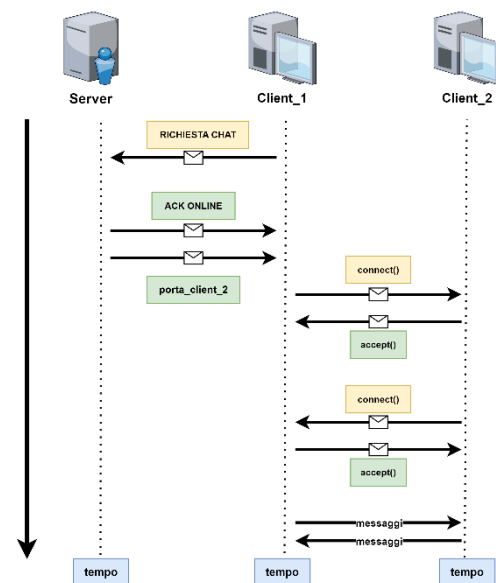 Server
Client_1
Client_2
RICHIESTA CHAT
ACK ONLINE
porta_client_2
connect()
accept()
connect()
accept()
messaggi
messaggi
tempo
tempo
tempo